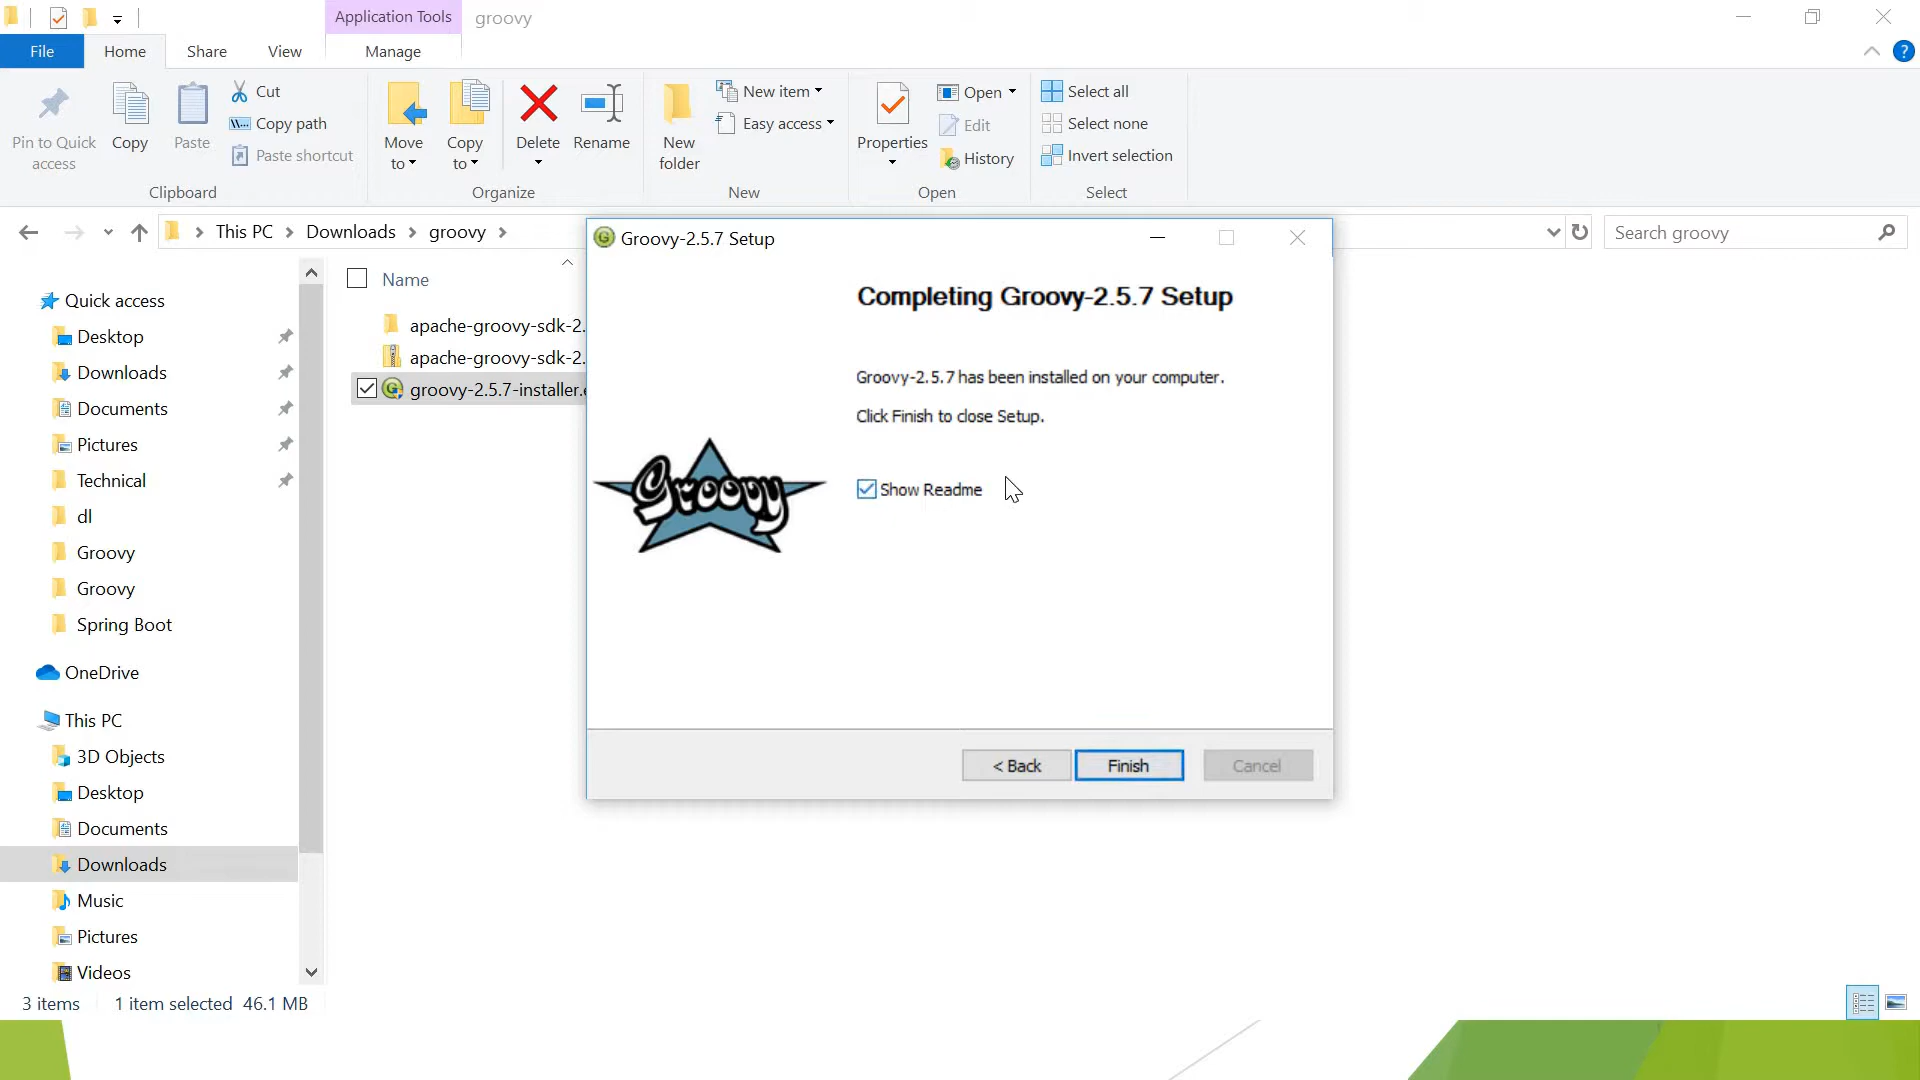 Application Tools
groovy
File
Home
Share
View
Manage
Pin to Quick access
Copy
Paste
Cut
Copy path
Paste shortcut
Clipboard
Move to
Copy to
Delete
Rename
Organize
New folder
New item
Easy access
New
Properties
Open
Edit
History
Open
Select all
Select none
Invert selection
Select
This PC
Downloads
groovy
Search groovy
Quick access
Desktop
Downloads
Documents
Pictures
Technical
dl
Groovy
Groovy
Spring Boot
OneDrive
This PC
3D Objects
Desktop
Documents
Downloads
Music
Pictures
Videos
Name
apache-groovy-sdk-2.
apache-groovy-sdk-2.
groovy-2.5.7-installer.e
Groovy-2.5.7 Setup
Completing Groovy-2.5.7 Setup
Groovy-2.5.7 has been installed on your computer.
Click Finish to close Setup.
Groovy
Show Readme
< Back
Finish
Cancel
3 items
1 item selected 46.1 MB